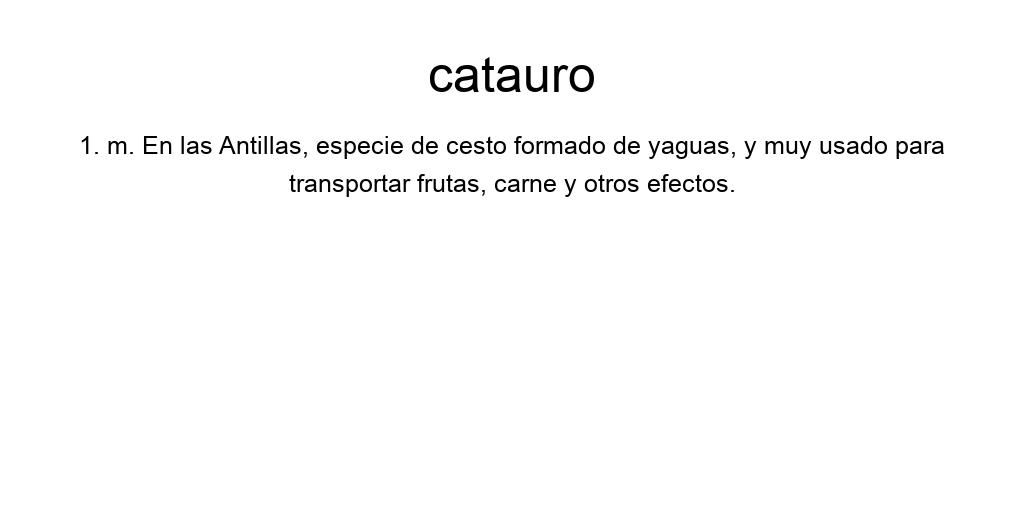 catauro
1. m. En las Antillas, especie de cesto formado de yaguas, y muy usado para
transportar frutas, carne y otros efectos.